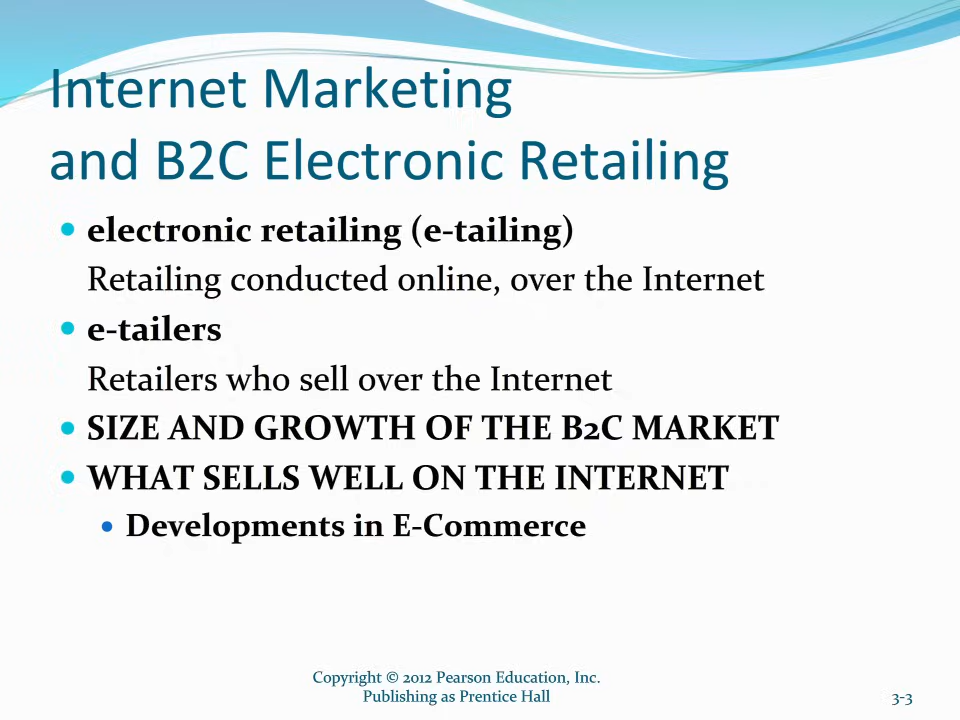 Internet Marketing
and B2C Electronic Retailing
electronic retailing (e-tailing)
Retailing conducted online, over the Internet
e-tailers
Retailers who sell over the Internet
SIZE AND GROWTH OF THE B2C MARKET
WHAT SELLS WELL ON THE INTERNET
Developments in E-Commerce
Copyright © 2012 Pearson Education, Inc.
Publishing as Prentice Hall
3-3